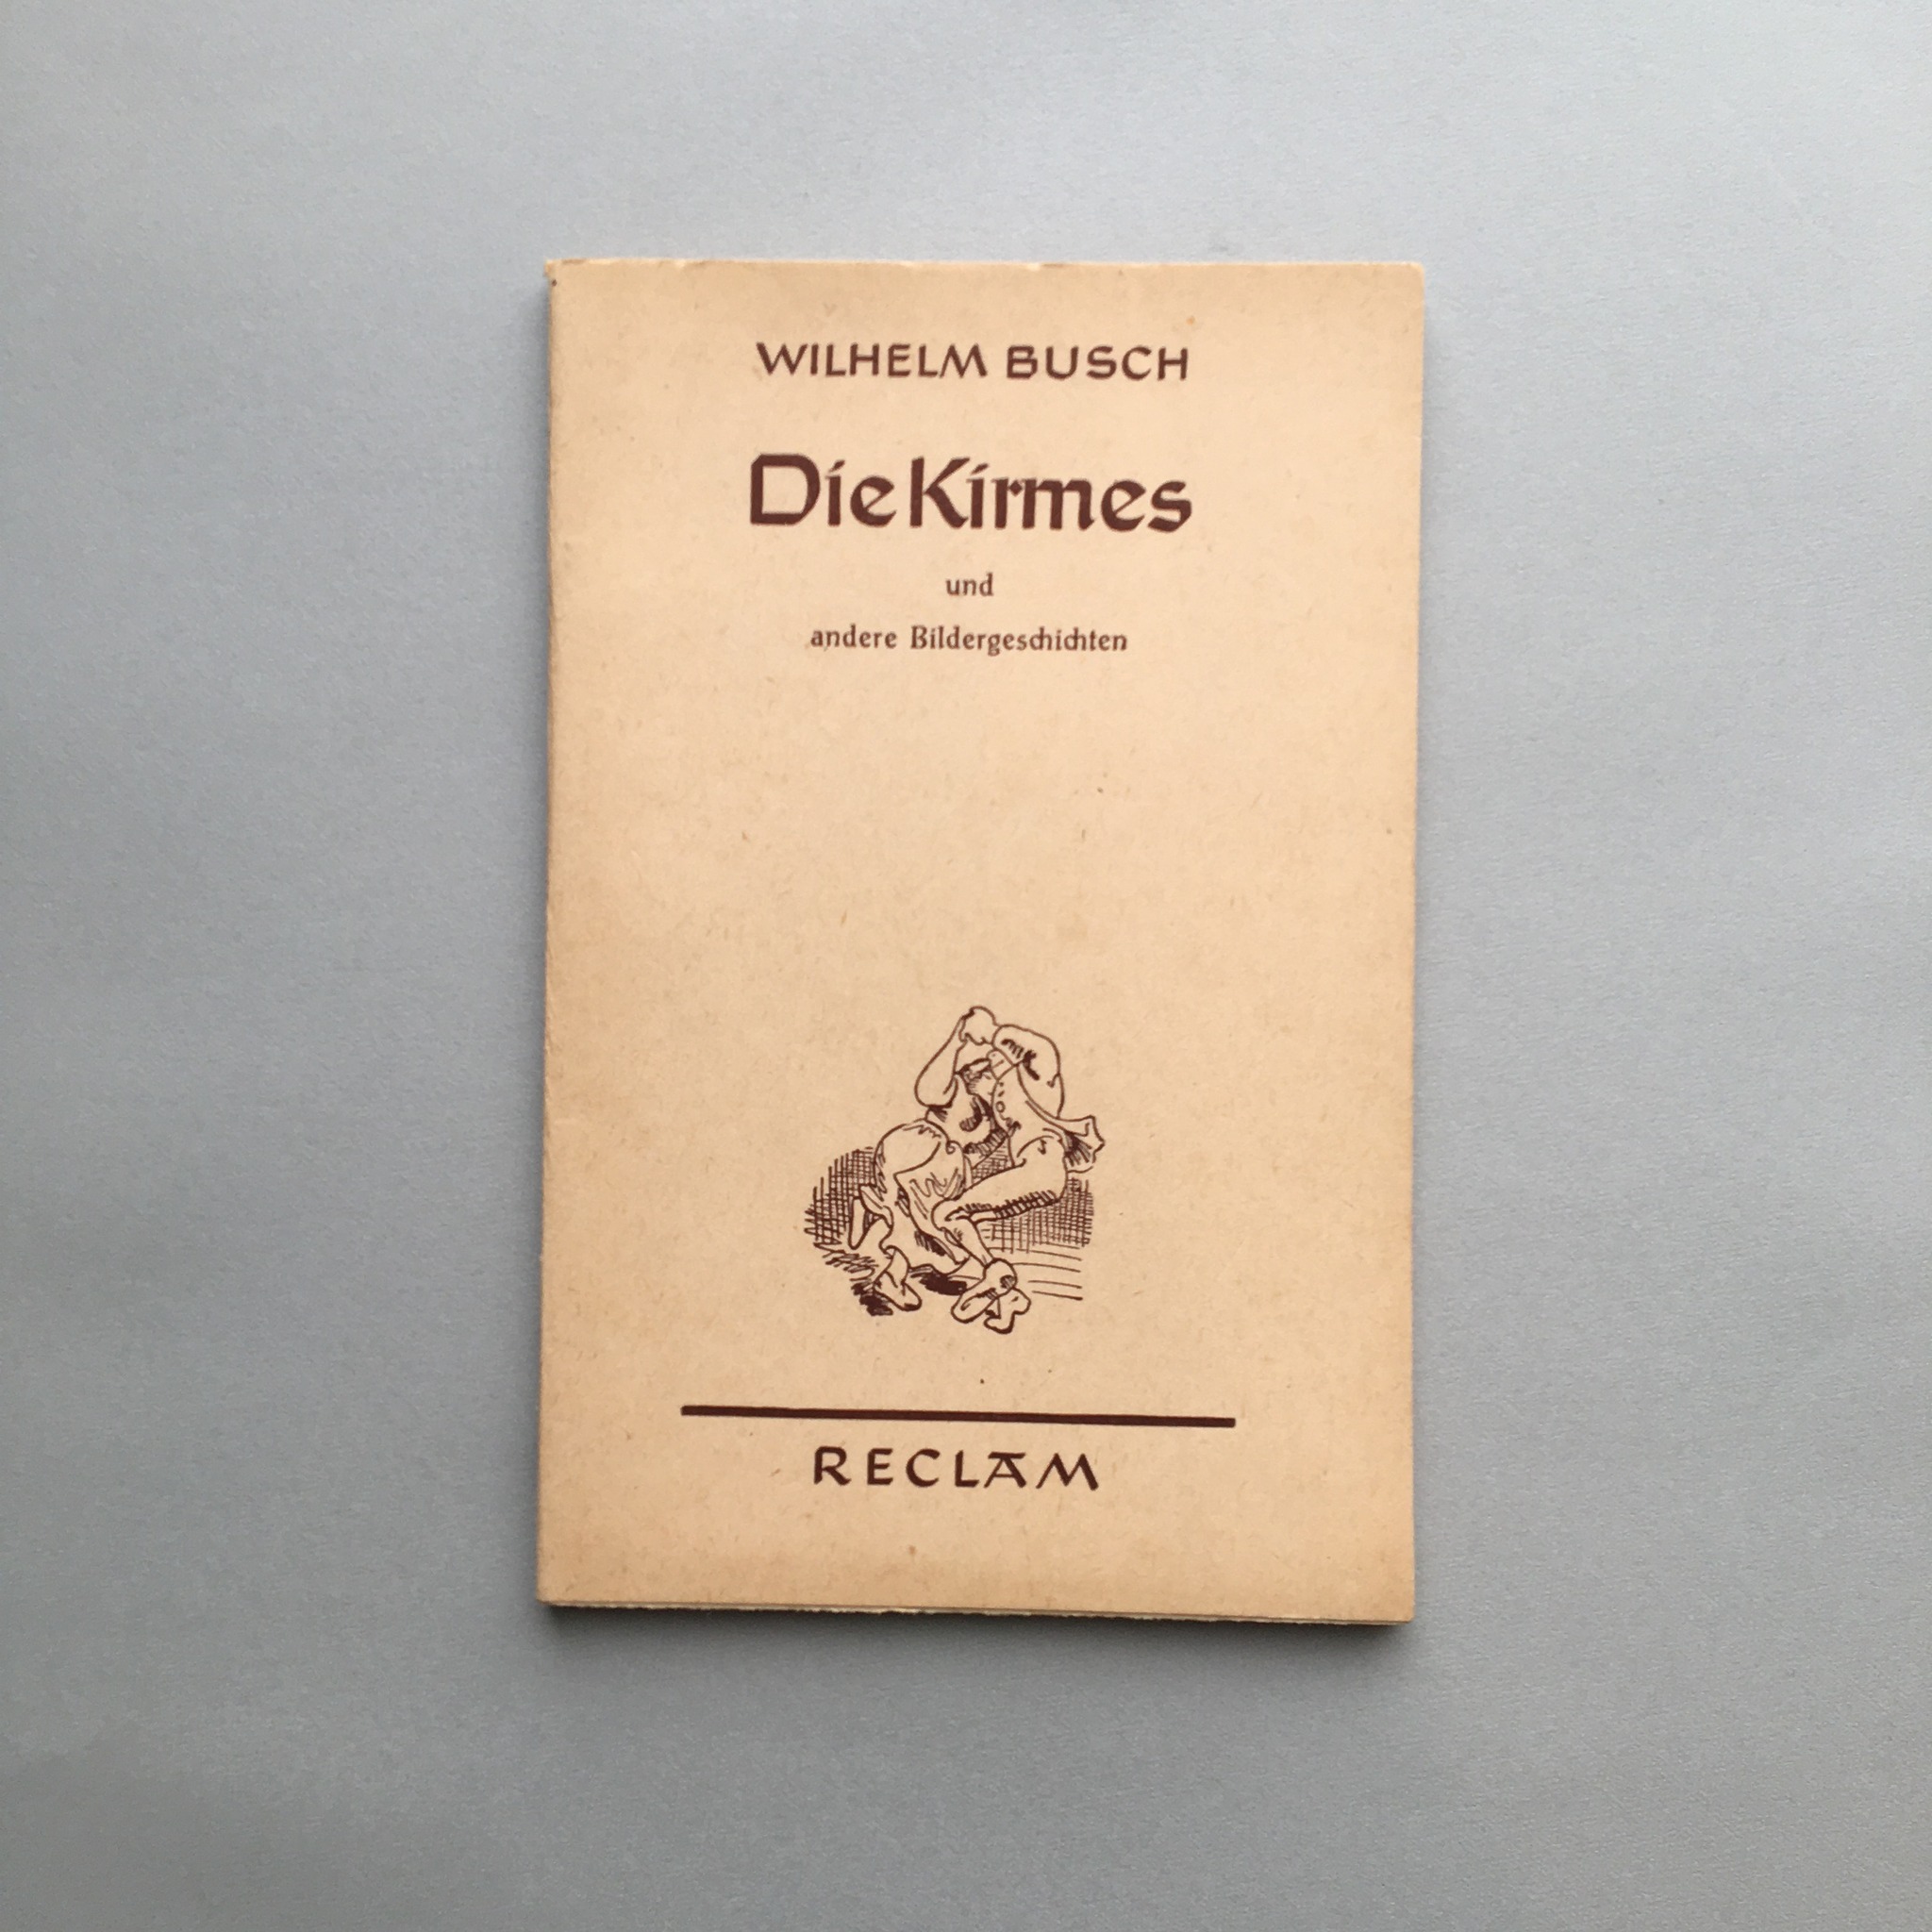 WILHELM BUSCH
Die Kirmes
und
andere Bildergeschichten
RECLAM